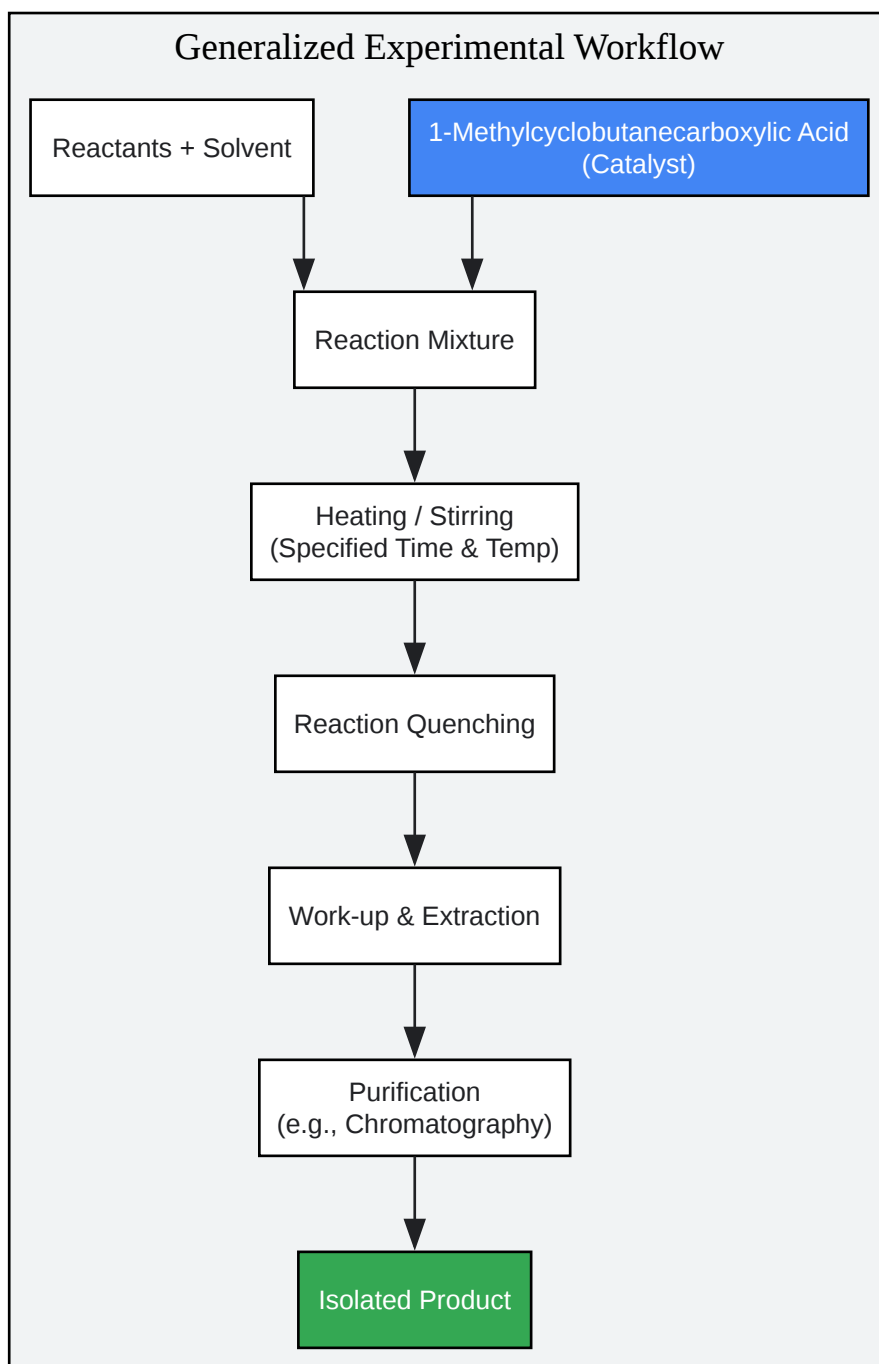 Generalized Experimental Workflow
Reactants + Solvent
1-Methylcyclobutanecarboxylic Acid
(Catalyst)
Reaction Mixture
Heating / Stirring
(Specified Time & Temp)
Reaction Quenching
Work-up & Extraction
Purification
(e.g., Chromatography)
Isolated Product